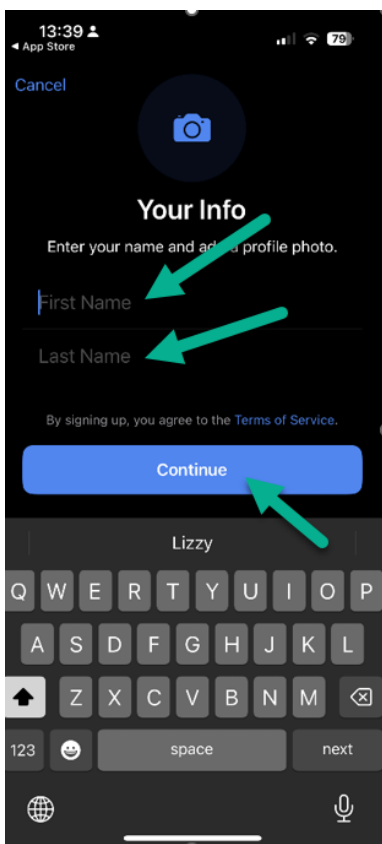 13:39
79
App Store
Cancel
Your Info
Enter your name and add a profile photo.
First Name
Last Name
By signing up, you agree to the Terms of Service.
Continue
Lizzy
Q W E R T Y U I O P
A S D F G H J K L
Z X C V B N M
123 space next